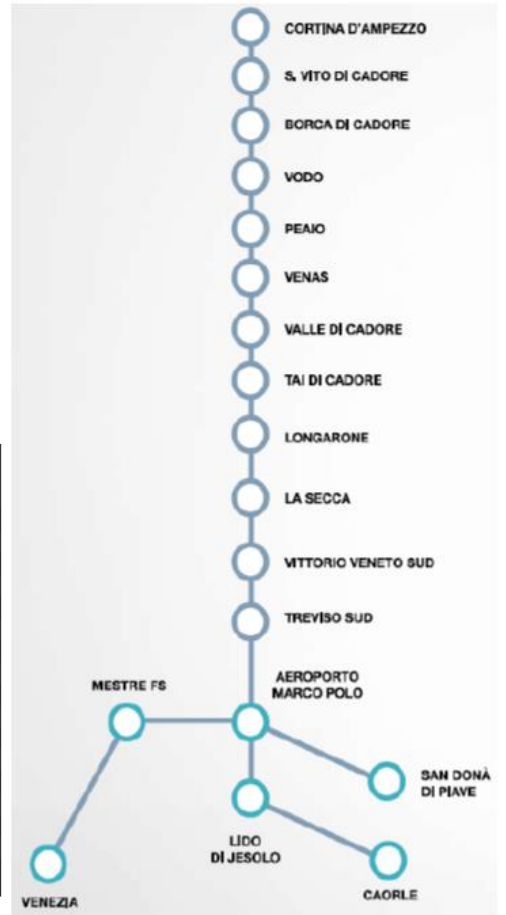 CORTINA D'AMPEZZO
S. VITO DI CADORE
BORCA DI CADORE
VODO
PEAIO
VENAS
VALLE DI CADORE
TAI DI CADORE
LONGARONE
LA SECCA
VITTORIO VENETO SUD
TREVISO SUD
AEROPORTO
MARCO POLO
MESTRE FS
SAN DONÀ
DI PIAVE
LIDO
DI JESOLO
CAORLE
VENEZIA